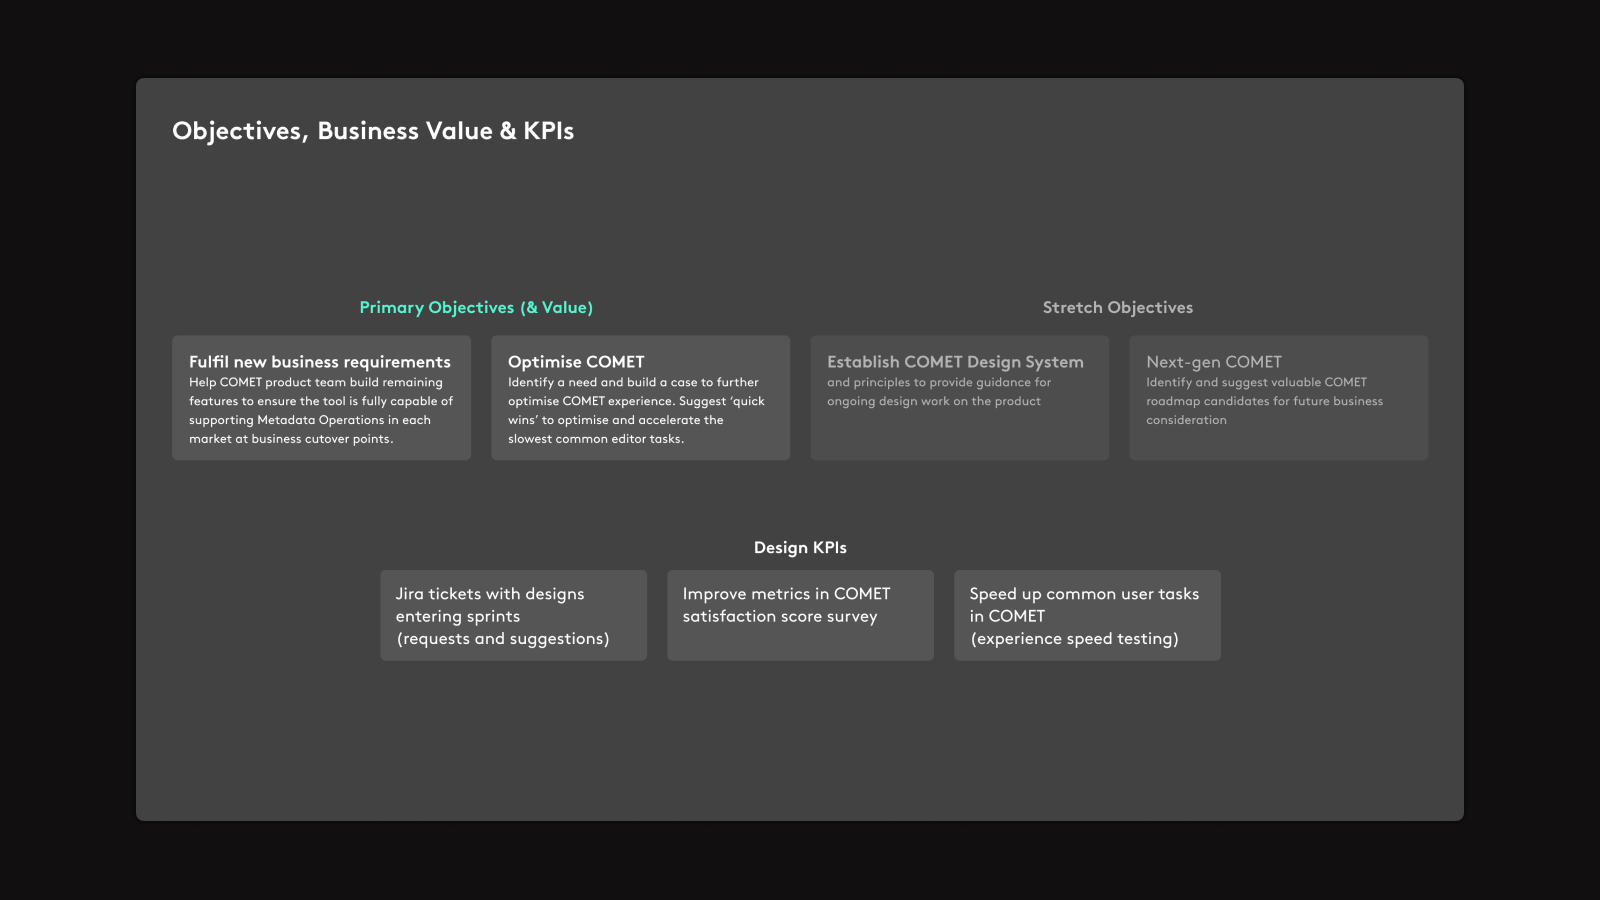 Objectives, Business Value & KPIs
Primary Objectives (& Value)
Fulfil new business requirements
Help COMET product team build remaining
features to ensure the tool is fully capable of
supporting Metadata Operations in each
market at business cutover points.
Optimise COMET
Identify a need and build a case to further
optimise COMET experience. Suggest ‘quick
wins’ to optimise and accelerate the
slowest common editor tasks.
Stretch Objectives
Establish COMET Design System
and principles to provide guidance for
ongoing design work on the product
Next-gen COMET
Identify and suggest valuable COMET
roadmap candidates for future business
consideration
Design KPIs
Jira tickets with designs
entering sprints
(requests and suggestions)
Improve metrics in COMET
satisfaction score survey
Speed up common user tasks
in COMET
(experience speed testing)